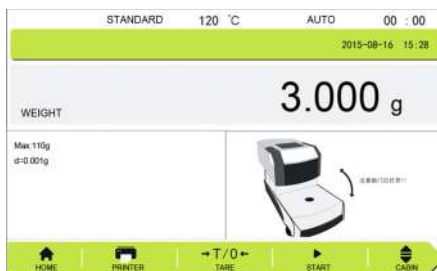 STANDARD 120 °C AUTO 00 : 00
2015-08-16 15:28
WEIGHT 3.000 g
Max:110g
d=0.001g
HOME PRINTER →T/0← TARE START CABIN